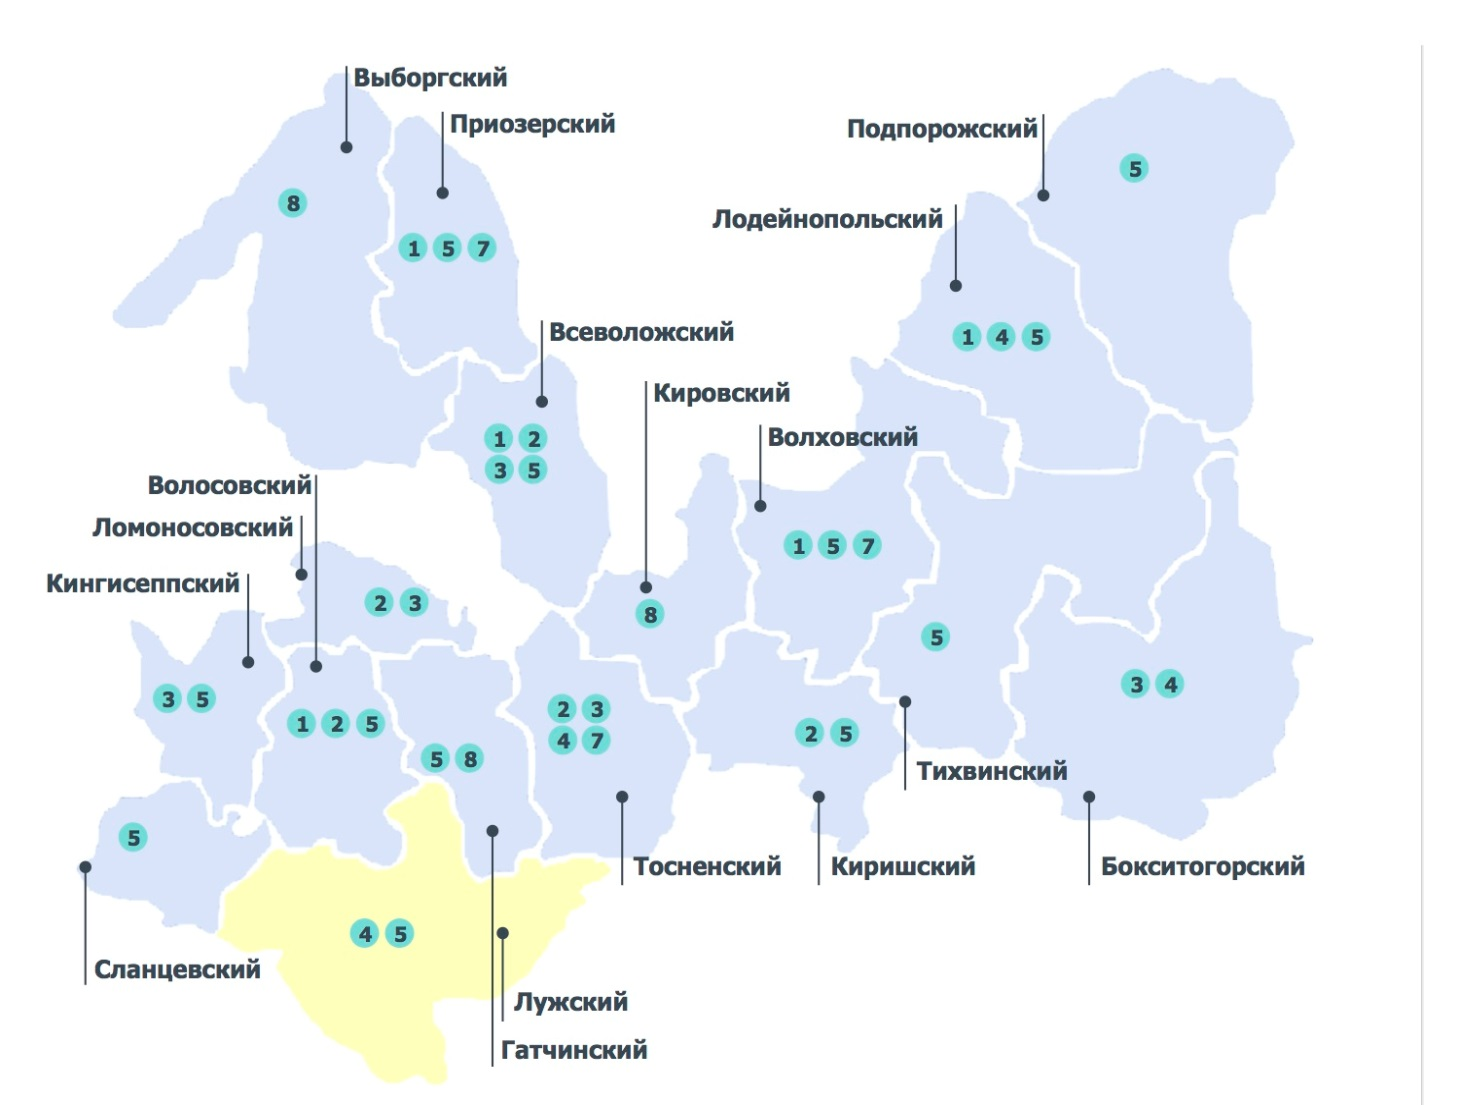 Выборгский
Приозерский
Подпорожский
5
8
Лодейнопольский
1 5 7
Всеволожский
1 4 5
Кировский
1 2
3 5
Волховский
Волосовский
Ломоносовский
1 5 7
Кингисеппский
2 3
8
5
3 5
1 2 5
2 3
4 7
3 4
2 5
5 8
Тихвинский
5
Тосненский
Киришский
Бокситогорский
4 5
Сланцевский
Лужский
Гатчинский